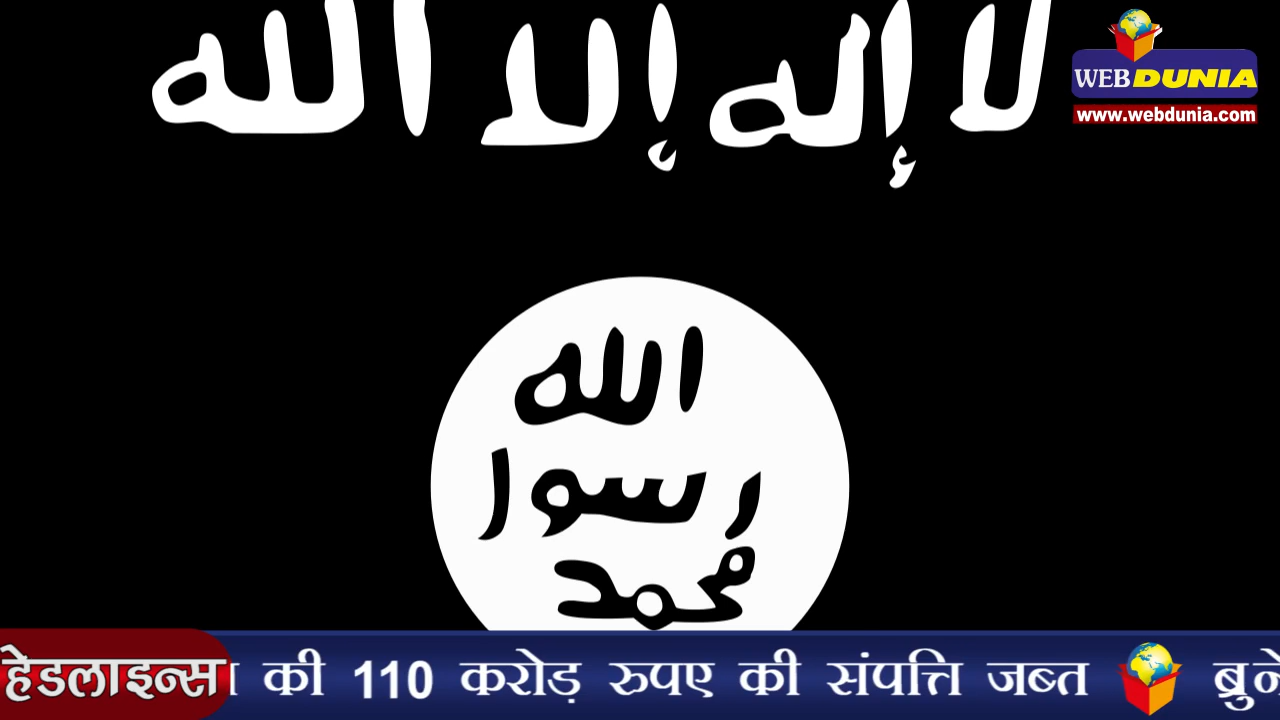 لا إله إلا الله
WEBDUNIA
www.webdunia.com
الله
رسول
محمد
हेडलाइन्स
की 110 करोड़ रुपए की संपत्ति जब्त